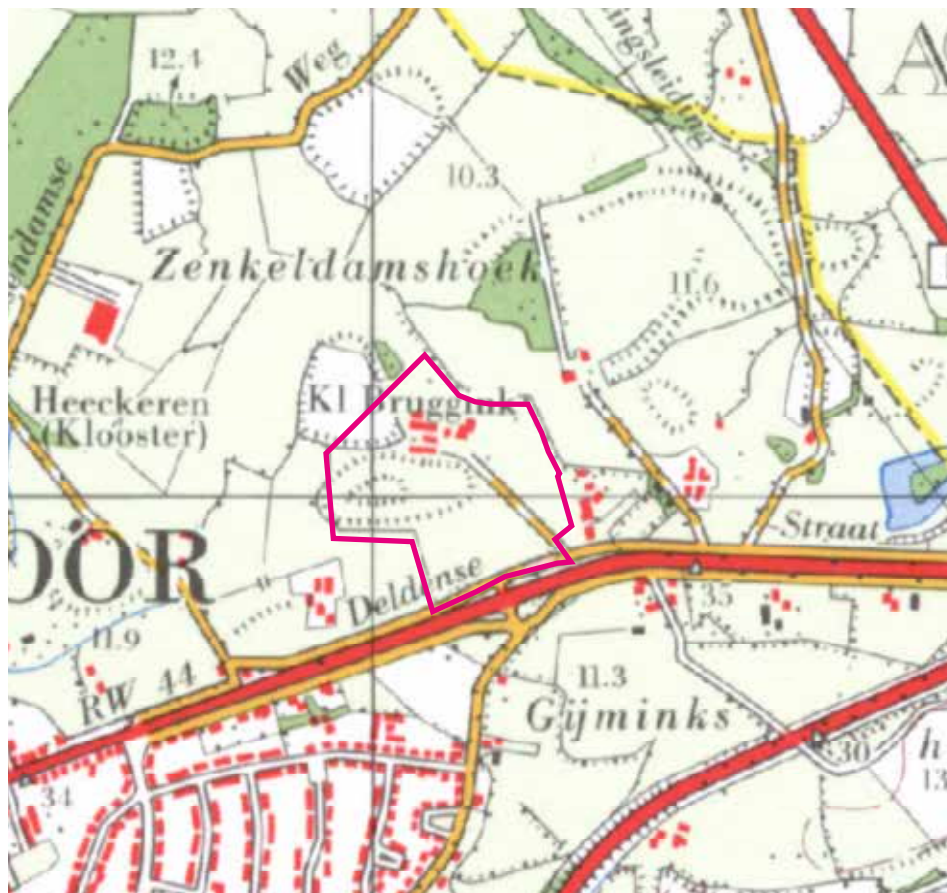 12.4
Weg
ingsleiding
A
10.3
ndamse
Zenkeldamshoek
11.6
Heeckeren
(Klooster)
Kl Bruggink
Straat
OOR
Deldense
11.9
35
RW 44
11.3
Gijminks
30
h
13
34